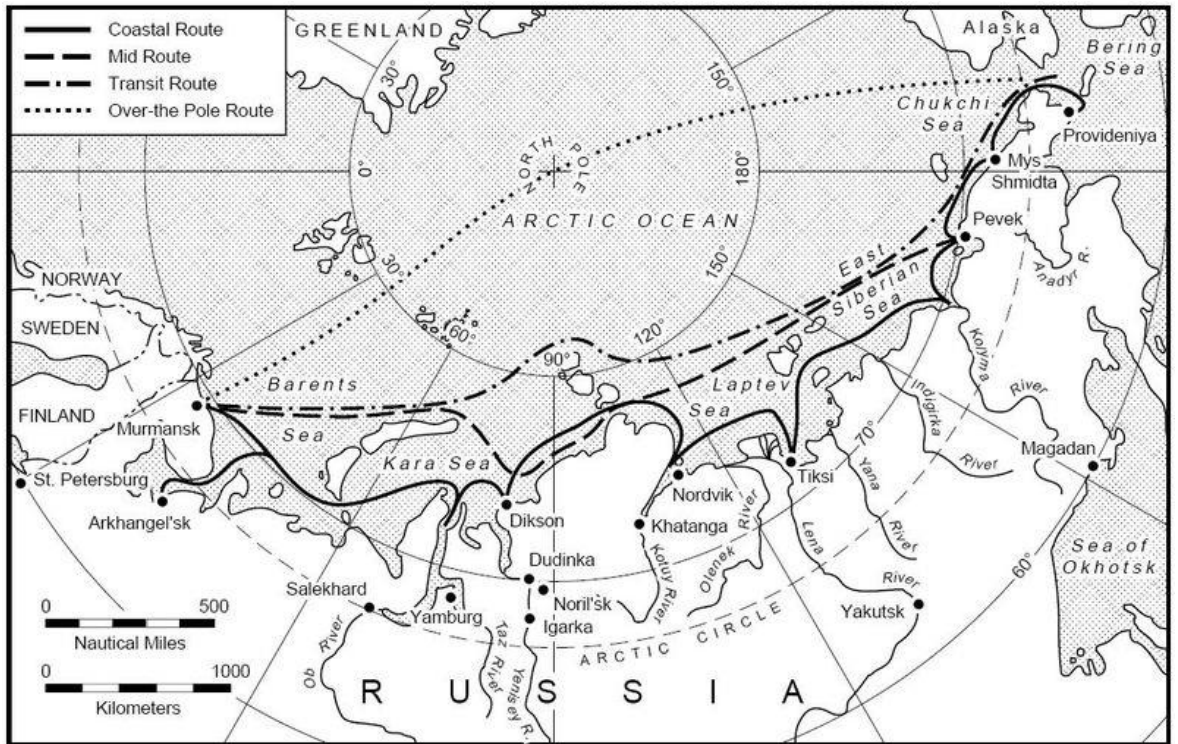 Coastal Route
Mid Route
Transit Route
Over-the Pole Route
GREENLAND
Alaska
Bering
Sea
30°
150°
Chukchi
Sea
Provideniya
0°
NORTH POLE
180°
Mys
Shmidta
ARCTIC OCEAN
Pevek
Anadyr R.
East
Siberian
Sea
NORWAY
SWEDEN
FINLAND
30°
60°
90°
120°
150°
Barents
Sea
Murmansk
Laptev
Sea
Kolyma
River
Indigirka
River
Magadan
St. Petersburg
Arkhangel'sk
Kara Sea
Dikson
Nordvik
Tiksi
70°
Yana
River
Khatanga
Kotuy River
Olenek
River
Lena
River
Sea of
Okhotsk
60°
Dudinka
Noril'sk
Igarka
Salekhard
Yamburg
Yakutsk
ARCTIC CIRCLE
Ob River
Taz River
Yenisey R.
RUSSIA
0 500
Nautical Miles
0 1000
Kilometers